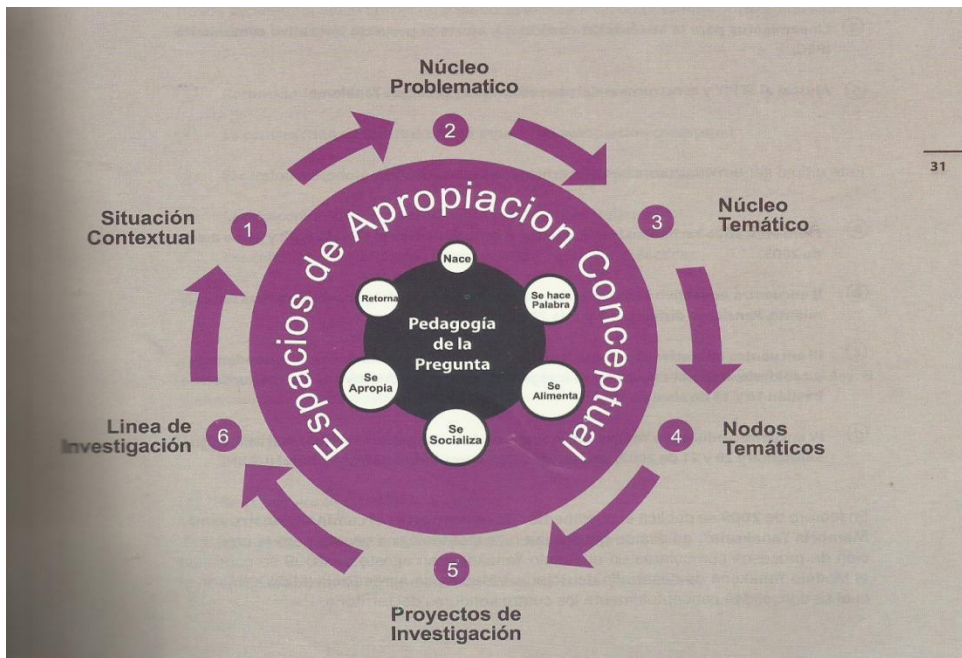 Núcleo
Problematico
2
31
3
Núcleo
Temático
Situación
Contextual
1
Espacios de Apropiacion Conceptual
Nace
Se hace
Palabra
Retorna
Pedagogía
de la
Pregunta
Se
Apropia
Se
Alimenta
Se
Socializa
Linea de
Investigación
6
4
Nodos
Temáticos
5
Proyectos de
Investigación